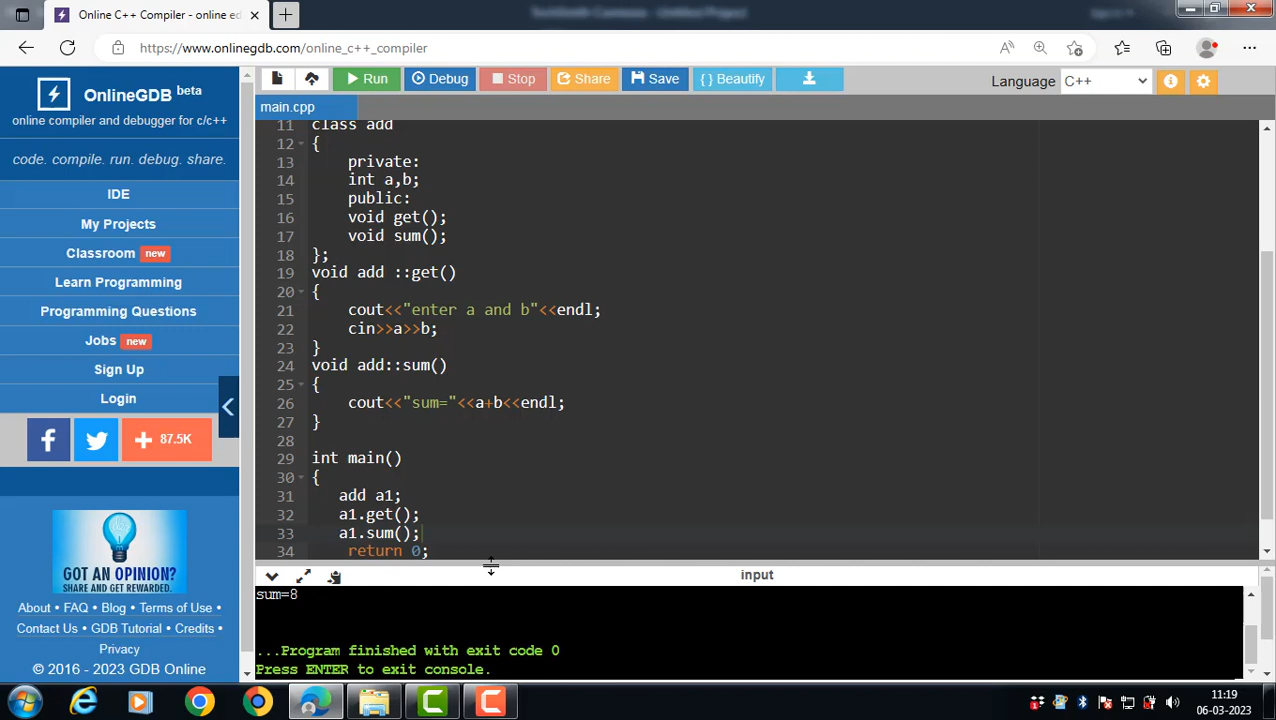 TechSmith Camtasia - Untitled Project
Online C++ Compiler - online ed
https://www.onlinegdb.com/online_c++_compiler
OnlineGDB beta
online compiler and debugger for c/c++
code. compile. run. debug. share.
IDE
My Projects
Classroom new
Learn Programming
Programming Questions
Jobs new
Sign Up
Login
87.5K
GOT AN OPINION?
SHARE AND GET REWARDED.
About • FAQ • Blog • Terms of Use •
Contact Us • GDB Tutorial • Credits •
Privacy
© 2016 - 2023 GDB Online
Run Debug Stop Share Save { } Beautify
Language C++
main.cpp
11 class add
12 {
13 private:
14 int a,b;
15 public:
16 void get();
17 void sum();
18 };
19 void add ::get()
20 {
21 cout<<"enter a and b"<<endl;
22 cin>>a>>b;
23 }
24 void add::sum()
25 {
26 cout<<"sum="<<a+b<<endl;
27 }
28
29 int main()
30 {
31 add a1;
32 a1.get();
33 a1.sum();
34 return 0;
input
sum=8
...Program finished with exit code 0
Press ENTER to exit console.
11:19
06-03-2023